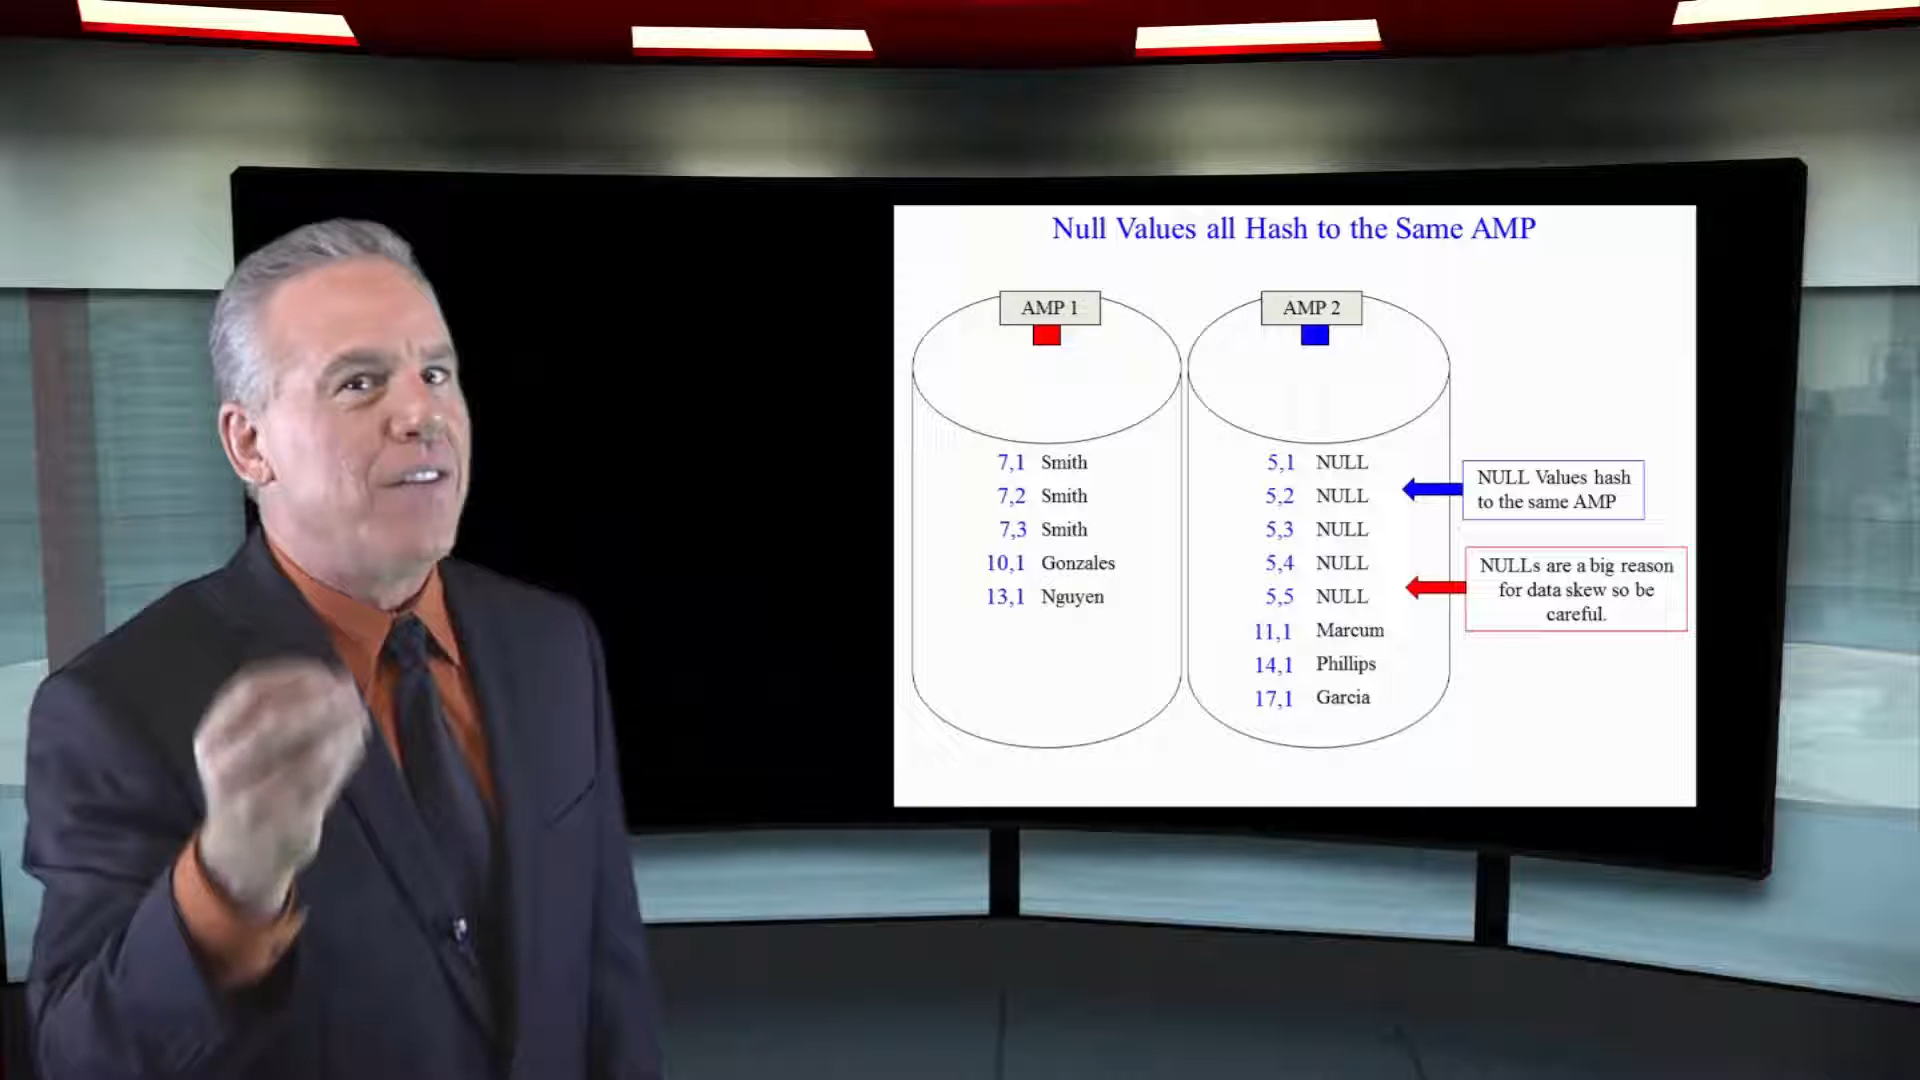 Null Values all Hash to the Same AMP
AMP 1
AMP 2
7,1 Smith
7,2 Smith
7,3 Smith
10,1 Gonzales
13,1 Nguyen
5,1 NULL
5,2 NULL
5,3 NULL
5,4 NULL
5,5 NULL
11,1 Marcum
14,1 Phillips
17,1 Garcia
NULL Values hash
to the same AMP
NULLs are a big reason
for data skew so be
careful.